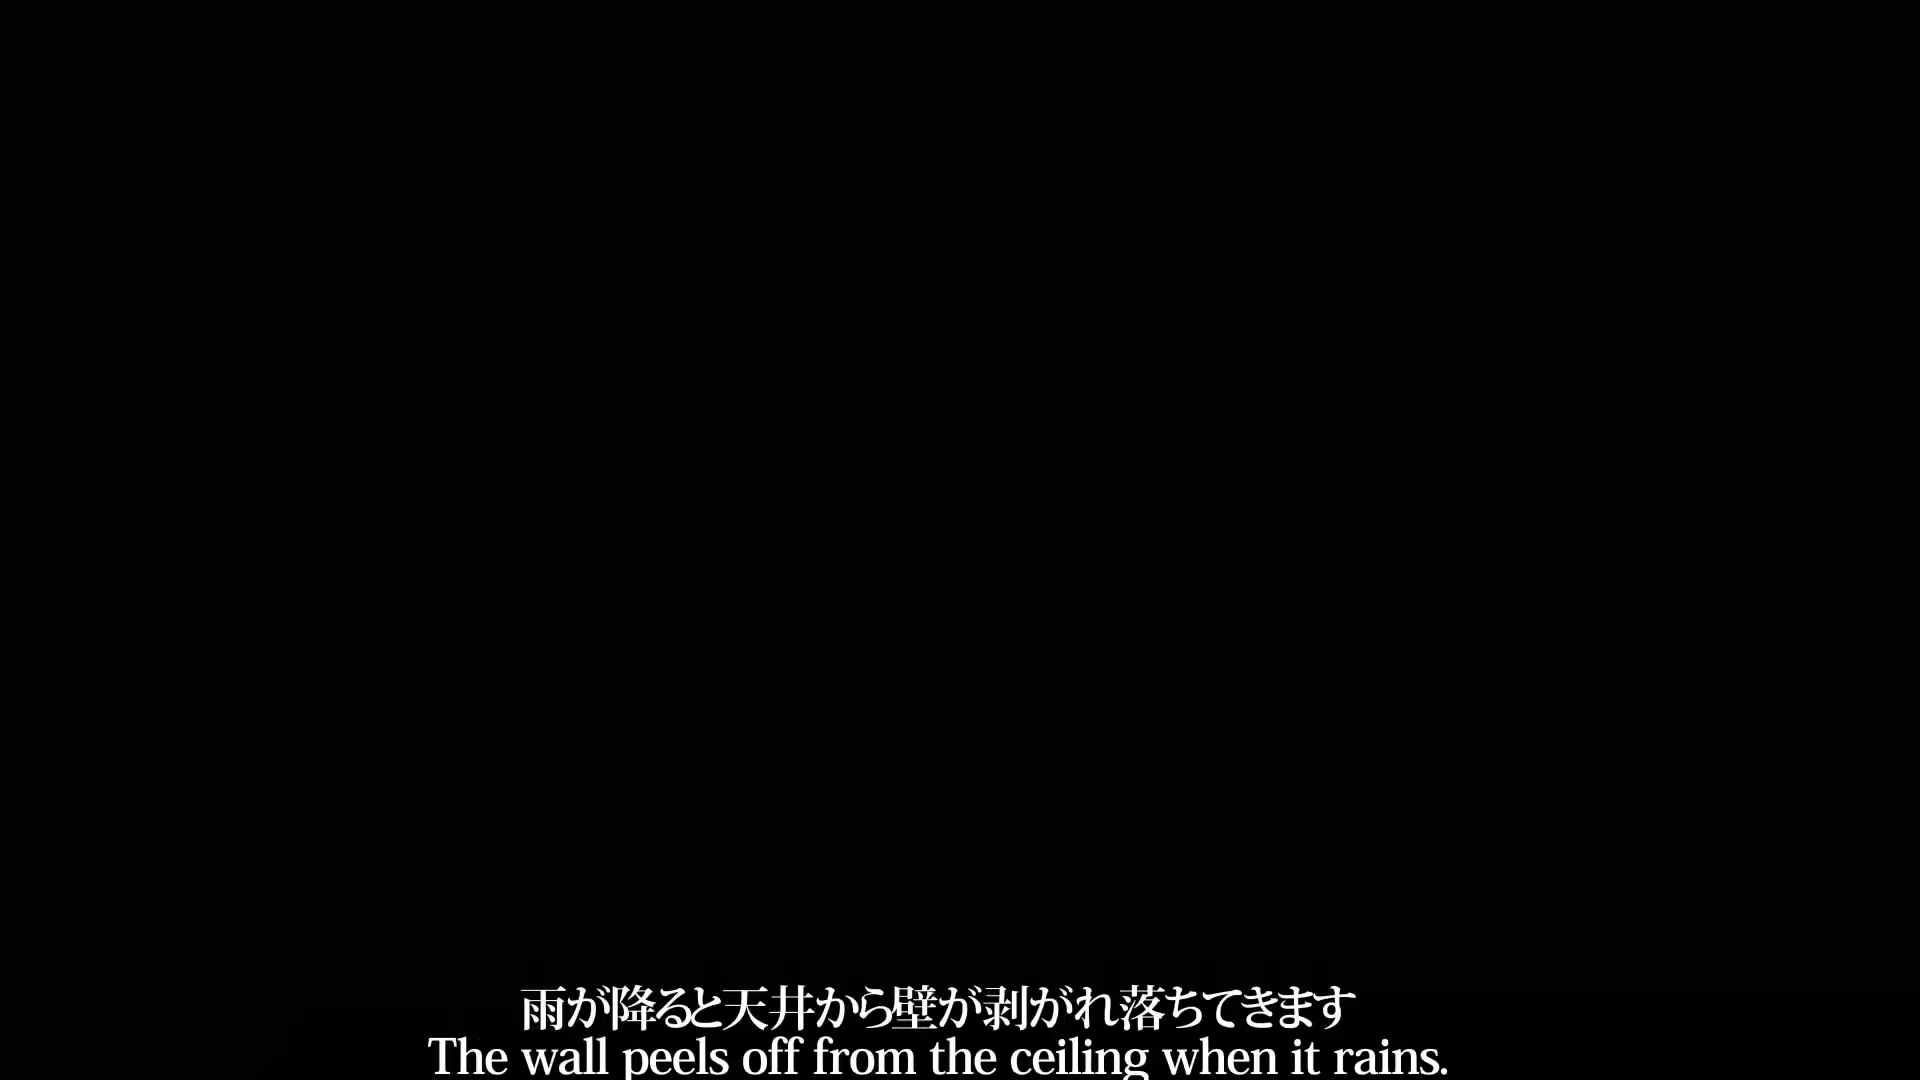 雨が降ると天井から壁が剥がれ落ちてきます
The wall peels off from the ceiling when it rains.